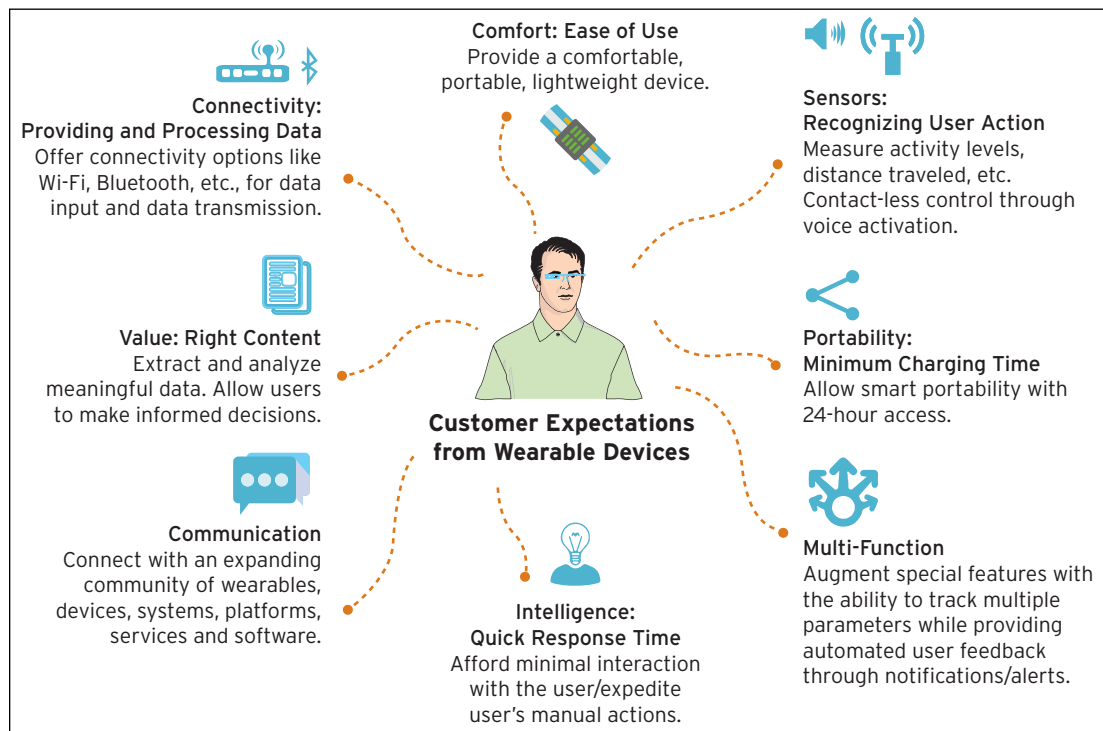 Connectivity:
Providing and Processing Data
Offer connectivity options like
Wi-Fi, Bluetooth, etc., for data
input and data transmission.
Comfort: Ease of Use
Provide a comfortable,
portable, lightweight device.
Sensors:
Recognizing User Action
Measure activity levels,
distance traveled, etc.
Contact-less control through
voice activation.
Value: Right Content
Extract and analyze
meaningful data. Allow users
to make informed decisions.
Customer Expectations
from Wearable Devices
Portability:
Minimum Charging Time
Allow smart portability with
24-hour access.
Communication
Connect with an expanding
community of wearables,
devices, systems, platforms,
services and software.
Intelligence:
Quick Response Time
Afford minimal interaction
with the user/expedite
user’s manual actions.
Multi-Function
Augment special features with
the ability to track multiple
parameters while providing
automated user feedback
through notifications/alerts.